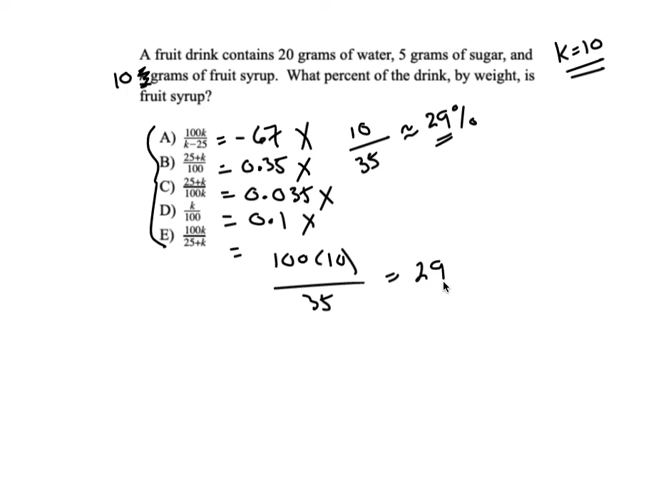 A fruit drink contains 20 grams of water, 5 grams of sugar, and
k=10
10 grams of fruit syrup. What percent of the drink, by weight, is
fruit syrup?
A) 100k/k−25 = -67 X
10/35 ≈ 29%
B) 25+k/100 = 0.35 X
C) 25+k/100k = 0.035 X
D) k/100 = 0.1 X
E) 100k/25+k = 100(10)/35 = 29